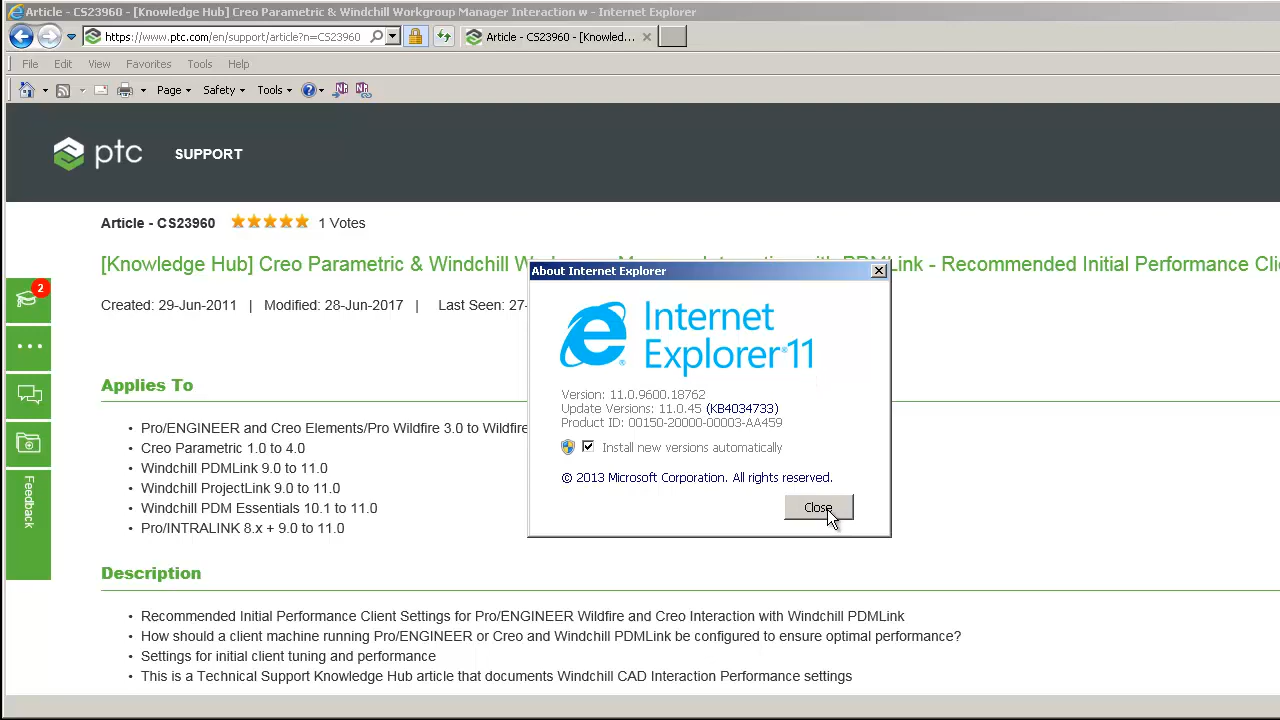 Article - CS23960 - [Knowledge Hub] Creo Parametric & Windchill Workgroup Manager Interaction w - Internet Explorer
https://www.ptc.com/en/support/article?n=CS23960
Article - CS23960 - [Knowled...
File Edit View Favorites Tools Help
Page Safety Tools
ptc SUPPORT
Article - CS23960 1 Votes
[Knowledge Hub] Creo Parametric & Windchill PDMLink - Recommended Initial Performance
Created: 29-Jun-2011 | Modified: 28-Jun-2017 | Last Seen: 27-
2
Feedback
Applies To
• Pro/ENGINEER and Creo Elements/Pro Wildfire 3.0 to Wildfire
• Creo Parametric 1.0 to 4.0
• Windchill PDMLink 9.0 to 11.0
• Windchill ProjectLink 9.0 to 11.0
• Windchill PDM Essentials 10.1 to 11.0
• Pro/INTRALINK 8.x + 9.0 to 11.0
Description
• Recommended Initial Performance Client Settings for Pro/ENGINEER Wildfire and Creo Interaction with Windchill PDMLink
• How should a client machine running Pro/ENGINEER or Creo and Windchill PDMLink be configured to ensure optimal performance?
• Settings for initial client tuning and performance
• This is a Technical Support Knowledge Hub article that documents Windchill CAD Interaction Performance settings
About Internet Explorer
Internet
Explorer®11
Version: 11.0.9600.18762
Update Versions: 11.0.45 (KB4034733)
Product ID: 00150-20000-00003-AA459
Install new versions automatically
© 2013 Microsoft Corporation. All rights reserved.
Close